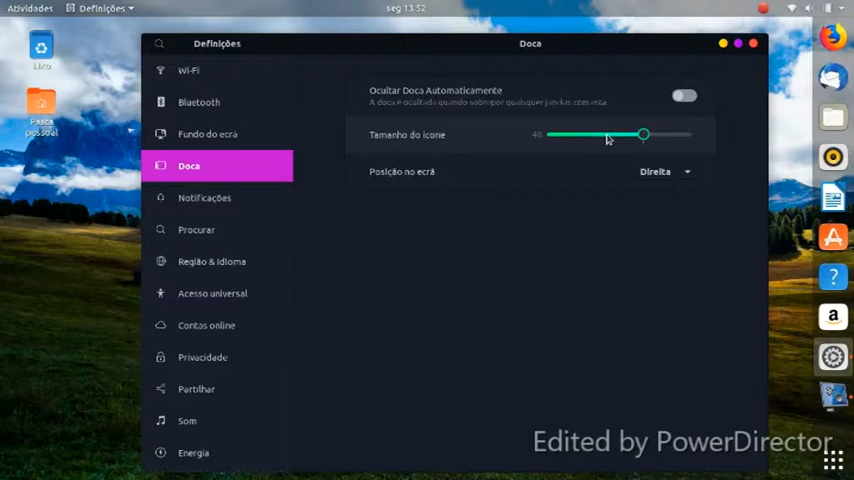 Atividades
Definições
seg 13:52
Lixo
Pasta
pessoal
Definições
Doca
Wi-Fi
Bluetooth
Fundo do ecrã
Doca
Notificações
Procurar
Região & Idioma
Acesso universal
Contas online
Privacidade
Partilhar
Som
Energia
Ocultar Doca Automaticamente
A doca é ocultada quando sobrepor quaisquer janelas com esta
Tamanho do ícone
48
Posição no ecrã
Direita
Edited by PowerDirector